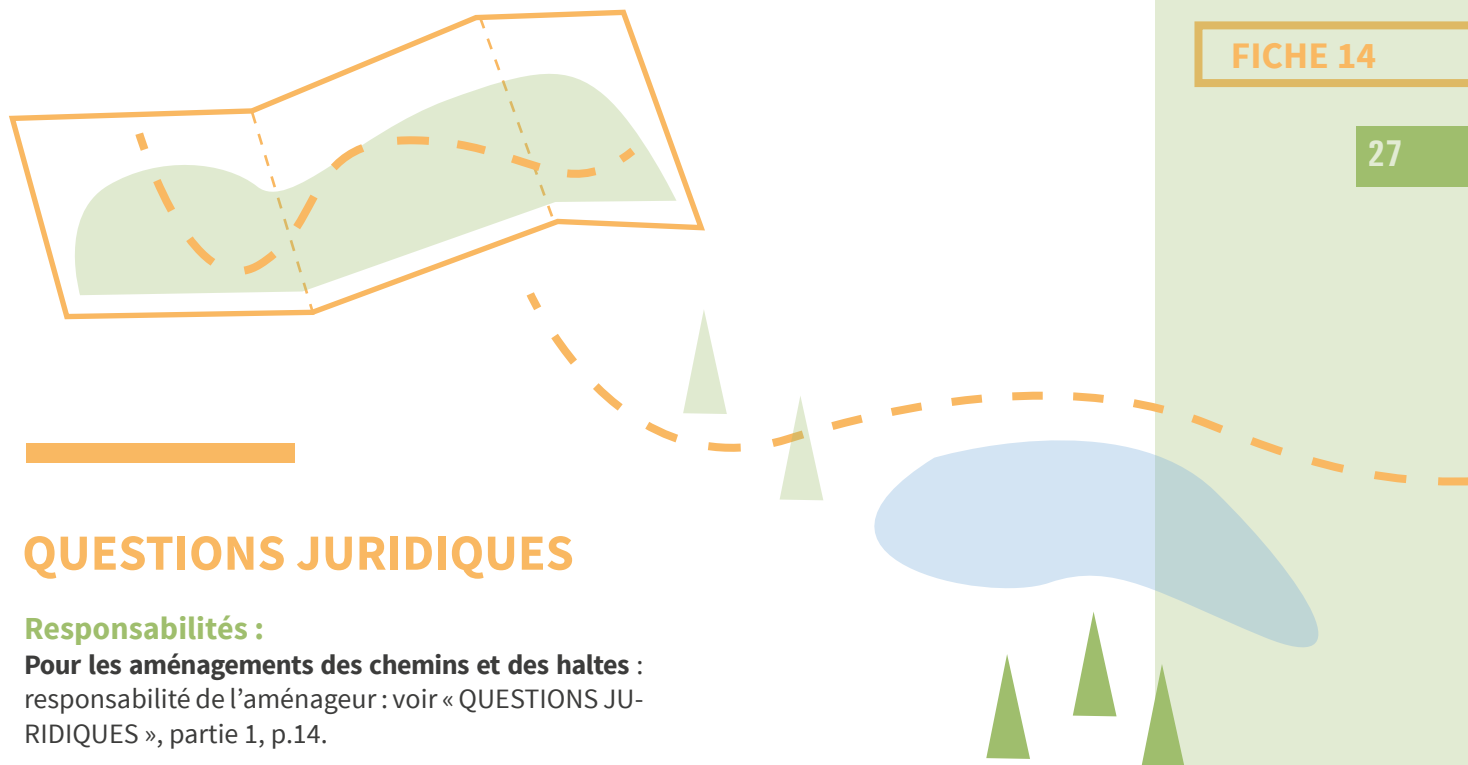 FICHE 14
27
QUESTIONS JURIDIQUES
Responsabilités :
Pour les aménagements des chemins et des haltes :
responsabilité de l’aménageur : voir « QUESTIONS JU-
RIDIQUES », partie 1, p.14.